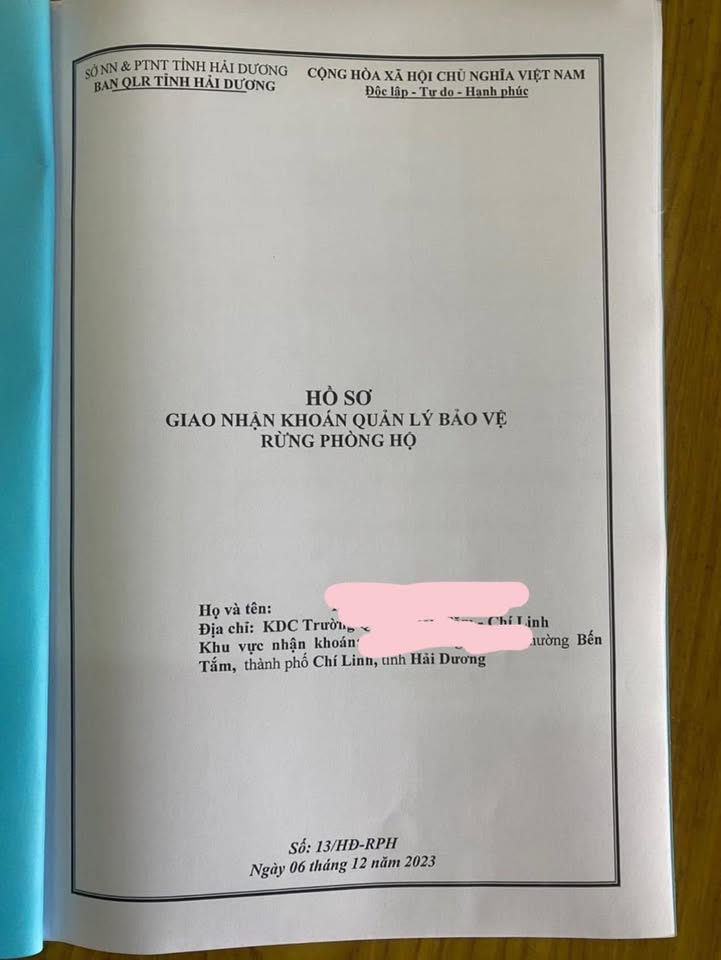 SỞ NN & PTNT TỈNH HẢI DƯƠNG
BAN QLR TỈNH HẢI DƯƠNG
CỘNG HÒA XÃ HỘI CHỦ NGHĨA VIỆT NAM
Độc lập - Tự do - Hạnh phúc
HỒ SƠ
GIAO NHẬN KHOÁN QUẢN LÝ BẢO VỆ
RỪNG PHÒNG HỘ
Họ và tên:
Địa chỉ: KDC Trường - Chí Linh
Khu vực nhận khoán: Bến
Tắm, thành phố Chí Linh, tỉnh Hải Dương
Số: 13/HĐ-RPH
Ngày 06 tháng 12 năm 2023